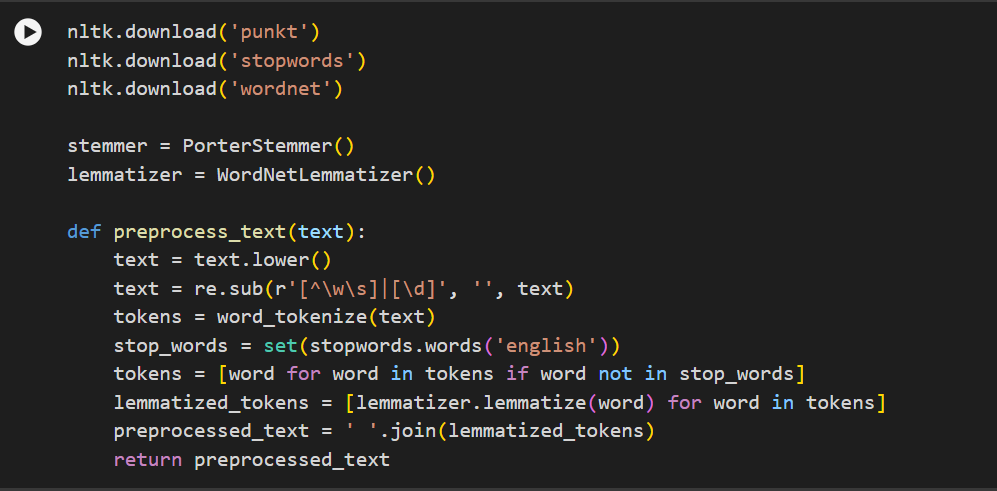 nltk.download('punkt')
nltk.download('stopwords')
nltk.download('wordnet')

stemmer = PorterStemmer()
lemmatizer = WordNetLemmatizer()

def preprocess_text(text):
    text = text.lower()
    text = re.sub(r'[^\w\s]|[\d]', '', text)
    tokens = word_tokenize(text)
    stop_words = set(stopwords.words('english'))
    tokens = [word for word in tokens if word not in stop_words]
    lemmatized_tokens = [lemmatizer.lemmatize(word) for word in tokens]
    preprocessed_text = ' '.join(lemmatized_tokens)
    return preprocessed_text